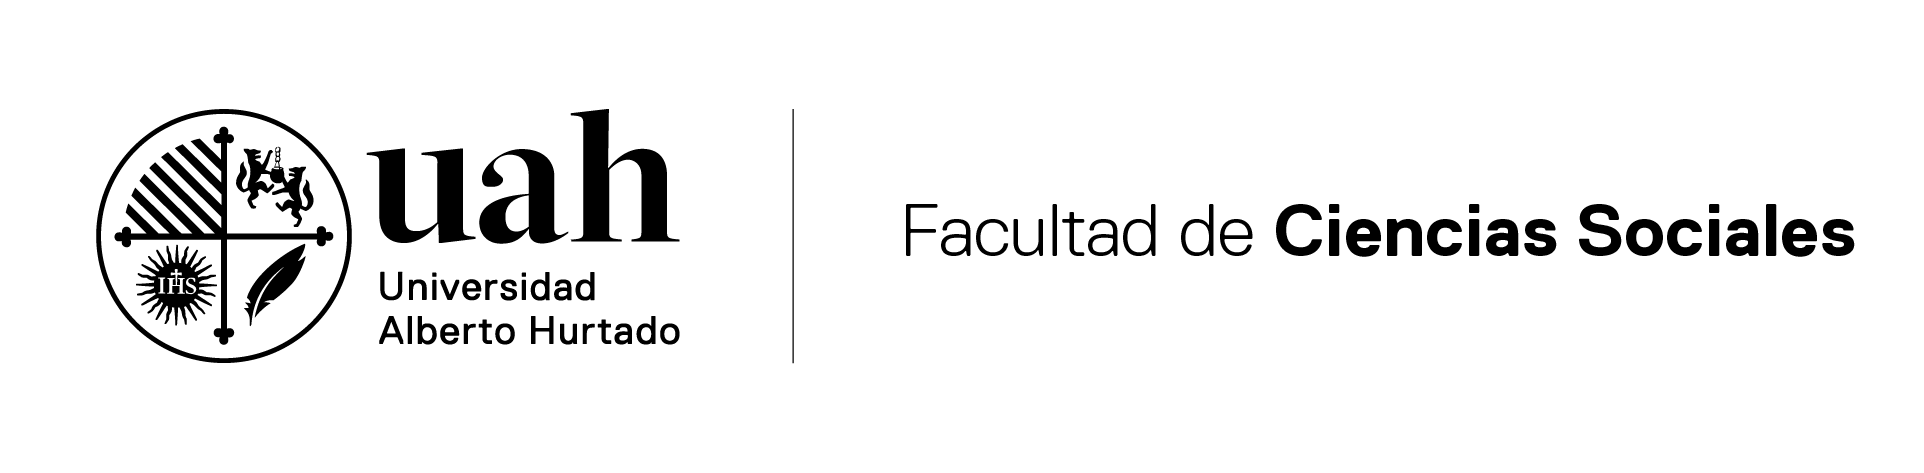 uah
Universidad
Alberto Hurtado
IHS
Facultad de Ciencias Sociales